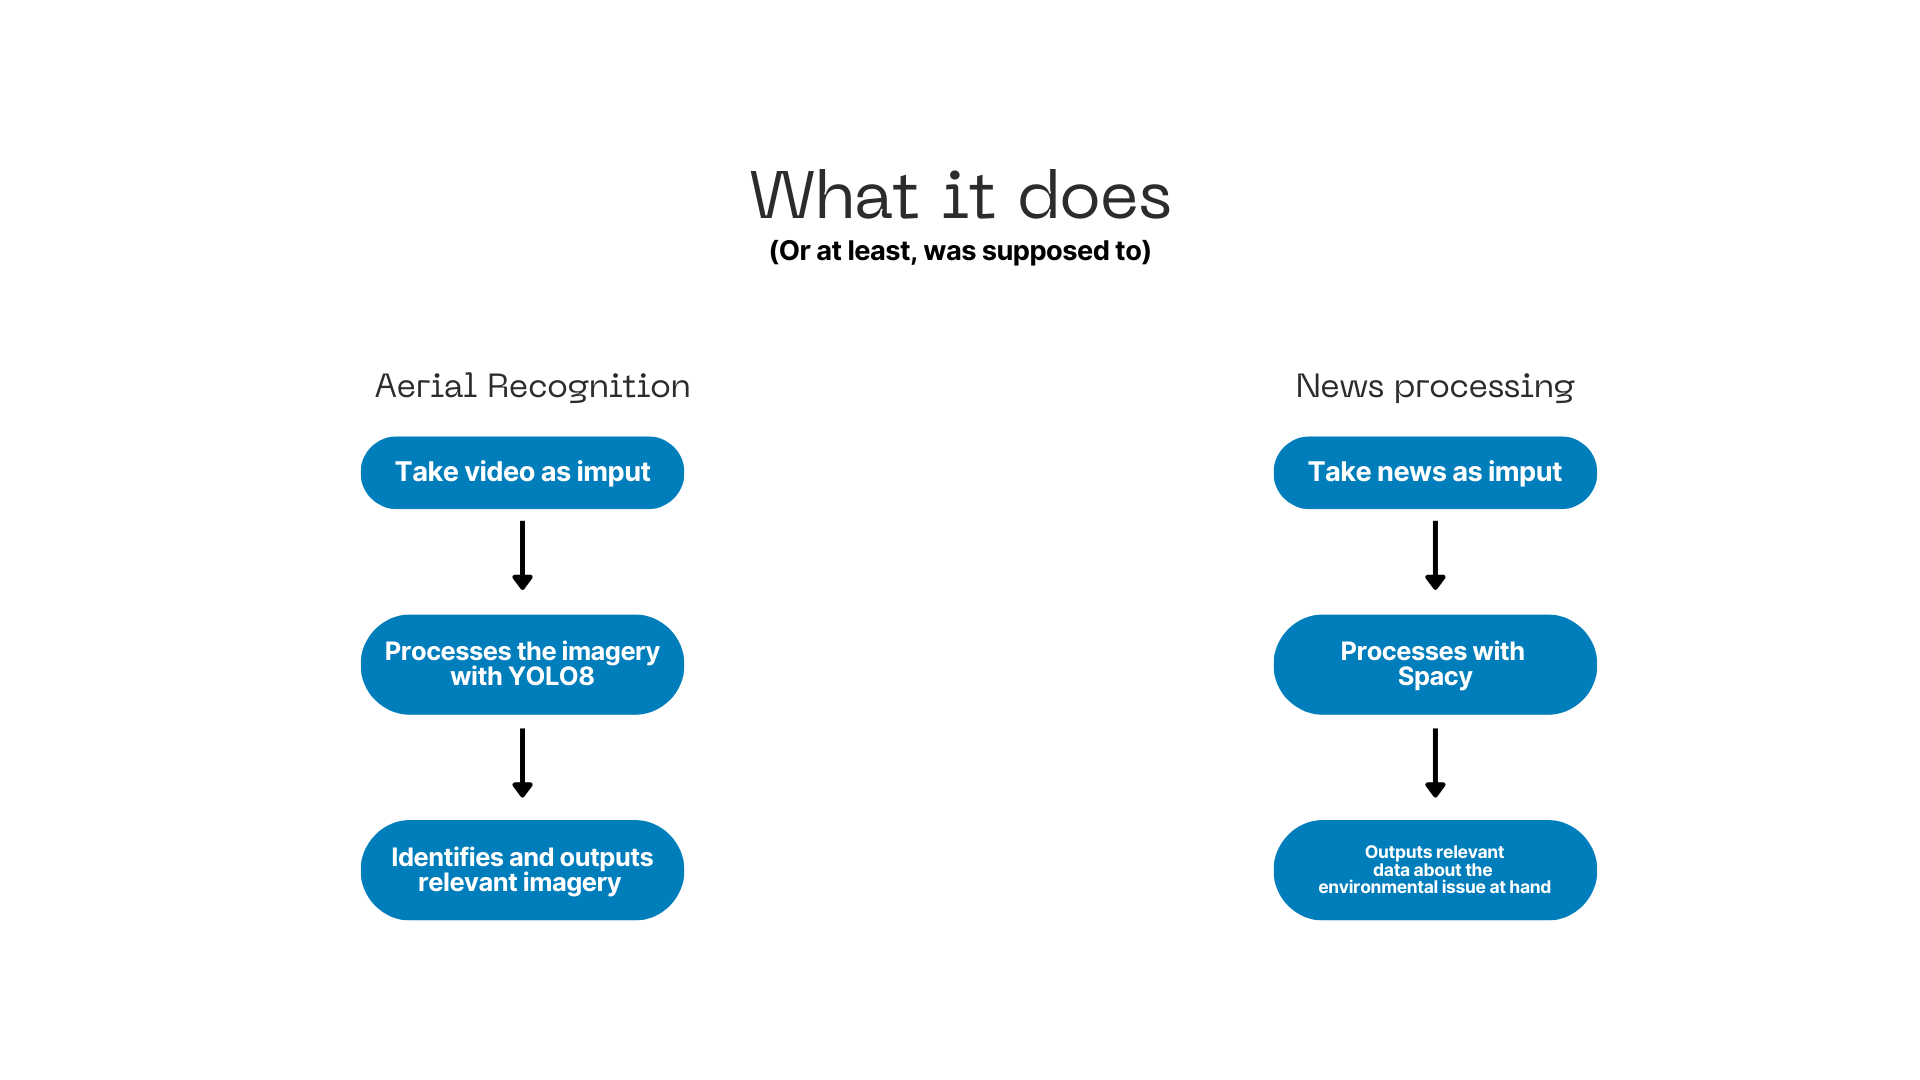 What it does
(Or at least, was supposed to)
Aerial Recognition
Take video as imput
Processes the imagery
with YOLO8
Identifies and outputs
relevant imagery
News processing
Take news as imput
Processes with
Spacy
Outputs relevant
data about the
environmental issue at hand